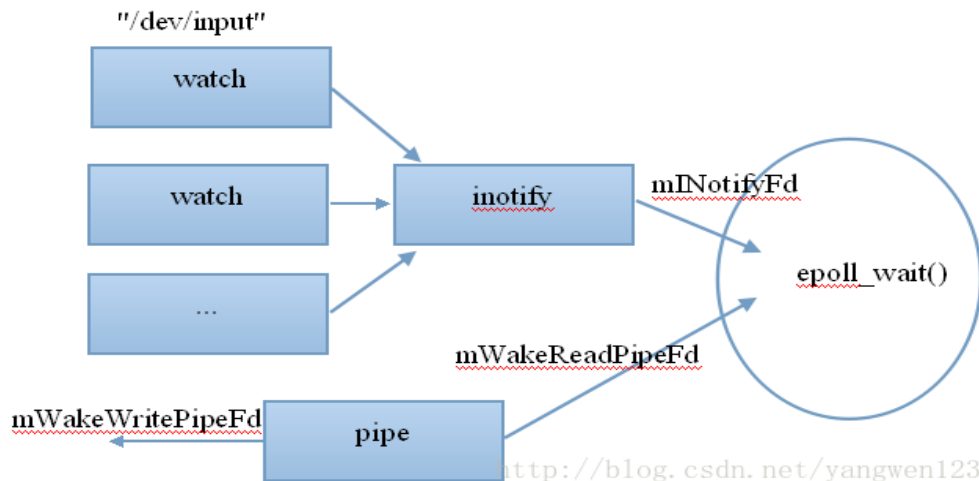 "/dev/input"
watch
watch
inotify
mINotifyFd
epoll_wait()
...
mWakeReadPipeFd
mWakeWritePipeFd
pipe
http://blog.csdn.net/yangwen123